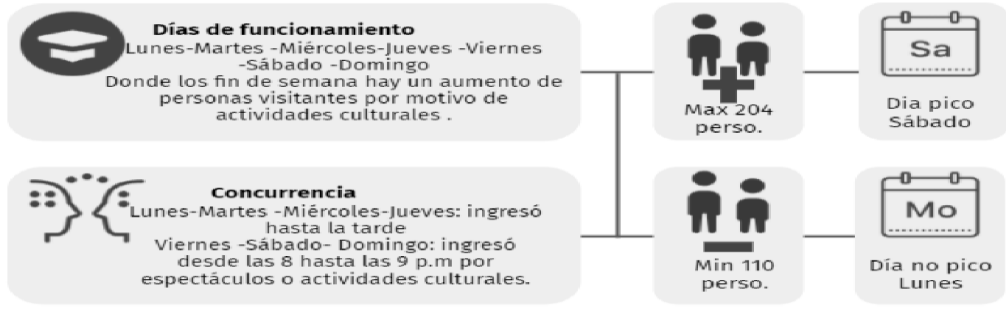 Días de funcionamiento
Lunes-Martes -Miércoles-Jueves -Viernes
-Sábado -Domingo
Donde los fin de semana hay un aumento de
personas visitantes por motivo de
actividades culturales .
Max 204
perso.
Sa
Dia pico
Sábado
Concurrencia
Lunes-Martes -Miércoles-Jueves: ingresó
hasta la tarde
Viernes -Sábado- Domingo: ingresó
desde las 8 hasta las 9 p.m por
espectáculos o actividades culturales.
Min 110
perso.
Mo
Día no pico
Lunes